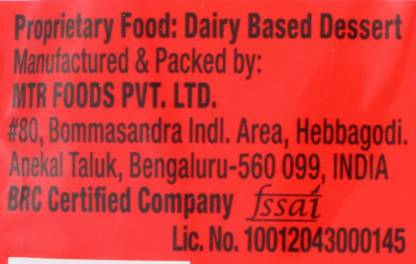 Proprietary Food: Dairy Based Dessert
Manufactured & Packed by:
MTR FOODS PVT. LTD.
#80, Bommasandra Indl. Area, Hebbagodi.
Anekal Taluk, Bengaluru-560 099, INDIA
BRC Certified Company fssai
Lic. No. 10012043000145